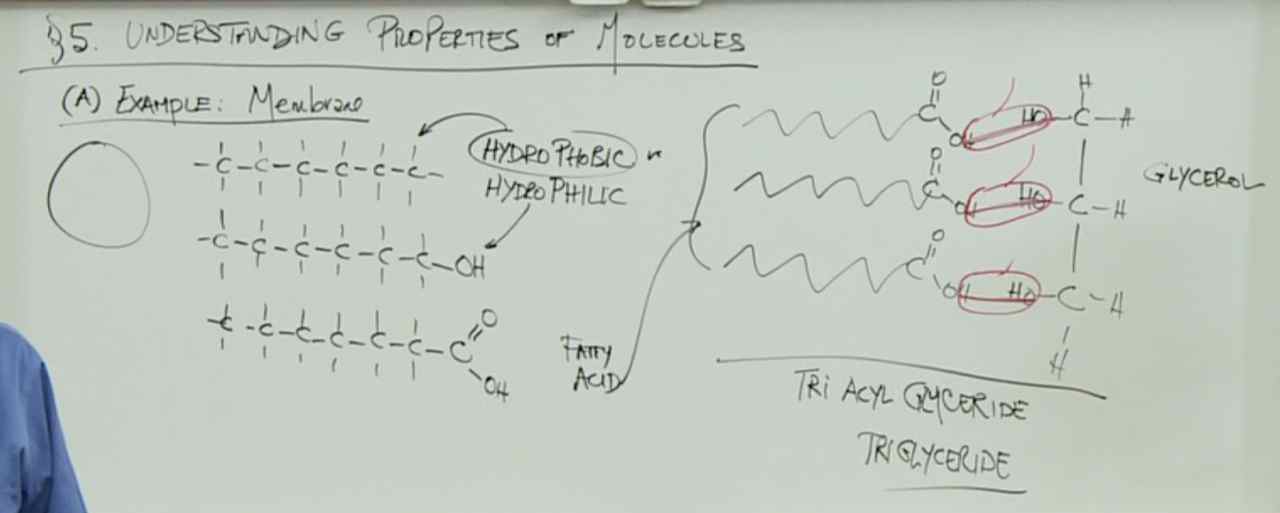 §5. UNDERSTANDING PROPERTIES OF MOLECULES
(A) EXAMPLE: Membrane
-C-C-C-C-C-C-
HYDROPHOBIC
HYDROPHILIC
-C-C-C-C-C-C-OH
-C-C-C-C-C-C-C
O
OH
FATTY
ACID
O
C
OH HO-C-H
H
O
C
OH HO-C-H
O
C
OH HO-C-H
H
GLYCEROL
TRI ACYL GLYCERIDE
TRIGLYCERIDE